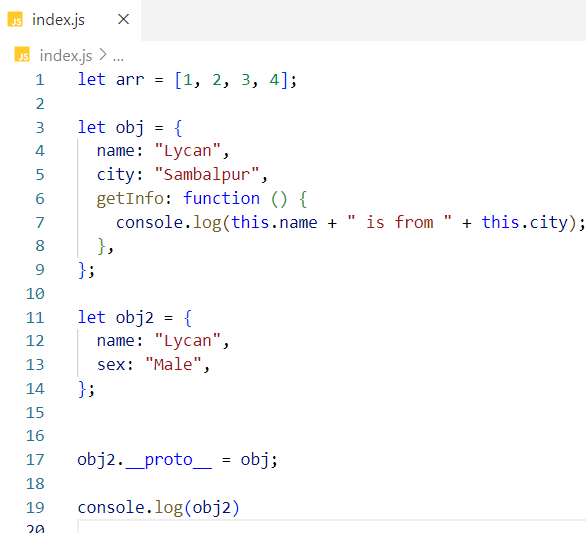 JS index.js ×
JS index.js > ...
1 let arr = [1, 2, 3, 4];
2
3 let obj = {
4   name: "Lycan",
5   city: "Sambalpur",
6   getInfo: function () {
7     console.log(this.name + " is from " + this.city);
8   },
9 };
10
11 let obj2 = {
12   name: "Lycan",
13   sex: "Male",
14 };
15
16
17 obj2.__proto__ = obj;
18
19 console.log(obj2)
20